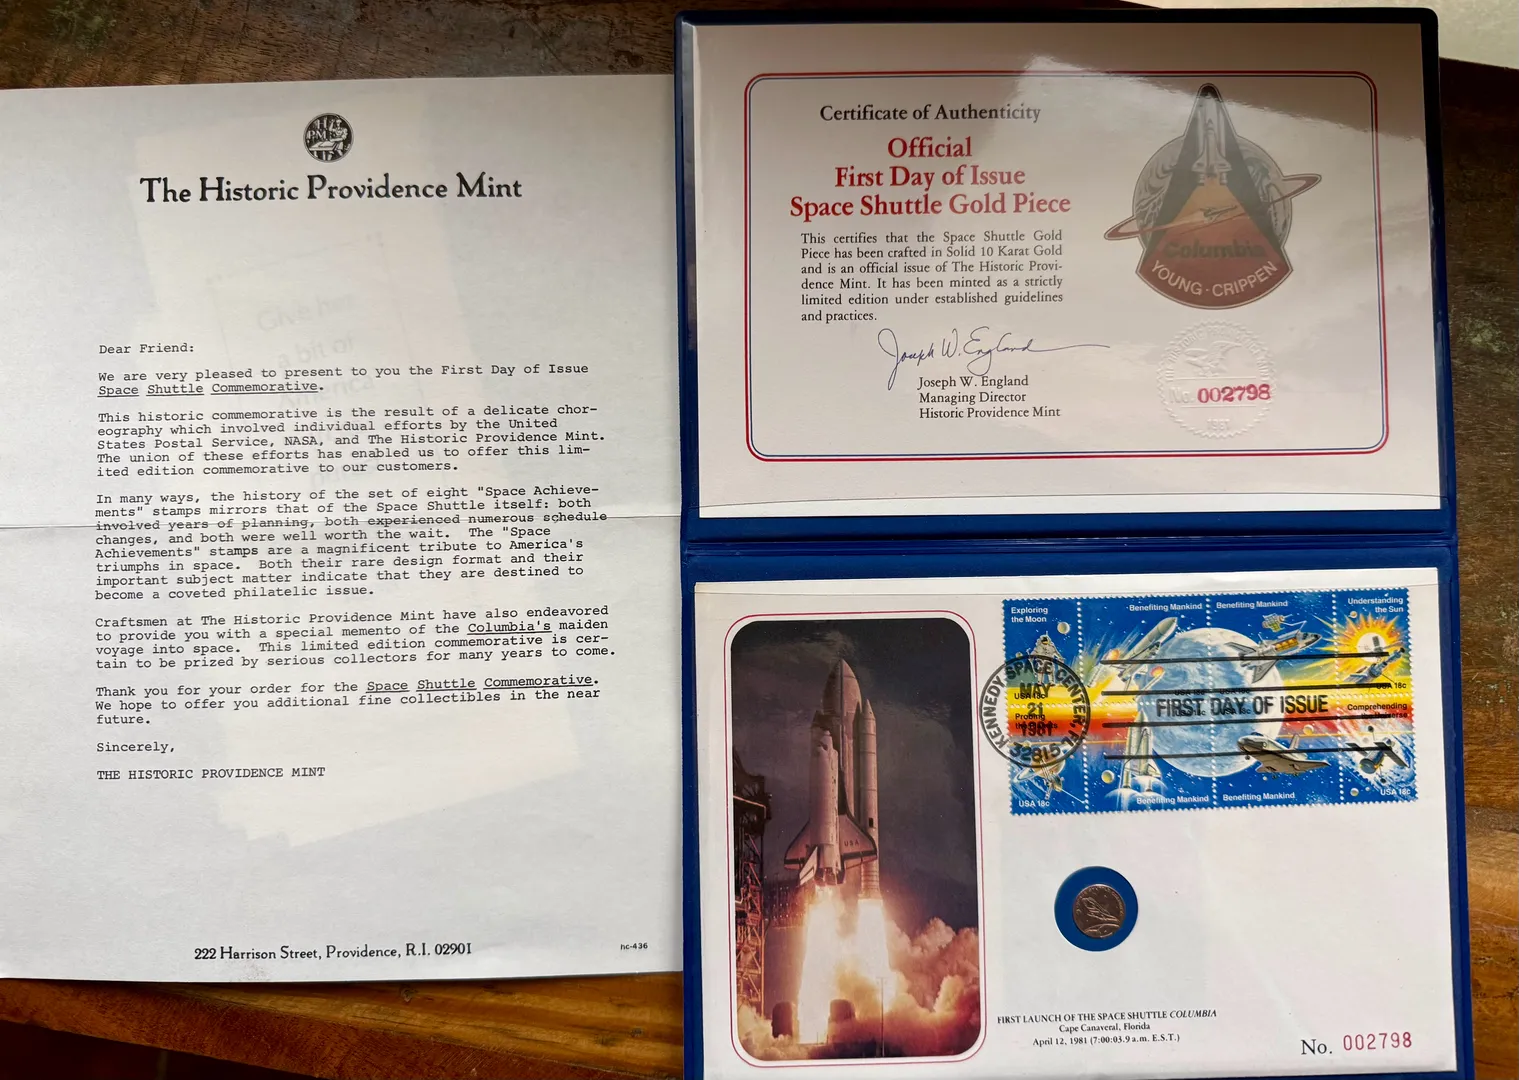 The Historic Providence Mint
Dear Friend:
We are very pleased to present to you the First Day of Issue
Space Shuttle Commemorative.
This historic commemorative is the result of a delicate chor-
eography which involved individual efforts by the United
States Postal Service, NASA, and The Historic Providence Mint.
The union of these efforts has enabled us to offer this lim-
ited edition commemorative to our customers.
In many ways, the history of the set of eight "Space Achieve-
ments" stamps mirrors that of the Space Shuttle itself: both
involved years of planning, both experienced numerous schedule
changes, and both were well worth the wait. The "Space
Achievements" stamps are a magnificent tribute to America's
triumphs in space. Both their rare design format and their
important subject matter indicate that they are destined to
become a coveted philatelic issue.
Craftsmen at The Historic Providence Mint have also endeavored
to provide you with a special memento of the Columbia's maiden
voyage into space. This limited edition commemorative is cer-
tain to be prized by serious collectors for many years to come.
Thank you for your order for the Space Shuttle Commemorative.
We hope to offer you additional fine collectibles in the near
future.
Sincerely,
THE HISTORIC PROVIDENCE MINT
222 Harrison Street, Providence, R.I. 02901
hc-436
Certificate of Authenticity
Official
First Day of Issue
Space Shuttle Gold Piece
This certifies that the Space Shuttle Gold
Piece has been crafted in Solid 10 Karat Gold
and is an official issue of The Historic Provi-
dence Mint. It has been minted as a strictly
limited edition under established guidelines
and practices.
Joseph W. England
Joseph W. England
Managing Director
Historic Providence Mint
Columbia
YOUNG · CRIPPEN
No. 002798
1981
Exploring
the Moon
Benefiting Mankind
Benefiting Mankind
Understanding
the Sun
USA 18c
USA 18c
KENNEDY SPACE CENTER, FL
MAY
21
1981
32815
FIRST DAY OF ISSUE
Probing
the Planets
Comprehending
the Universe
USA 18c
Benefiting Mankind
Benefiting Mankind
USA 18c
USA
FIRST LAUNCH OF THE SPACE SHUTTLE COLUMBIA
Cape Canaveral, Florida
April 12, 1981 (7:00:03.9 a.m. E.S.T.)
No. 002798